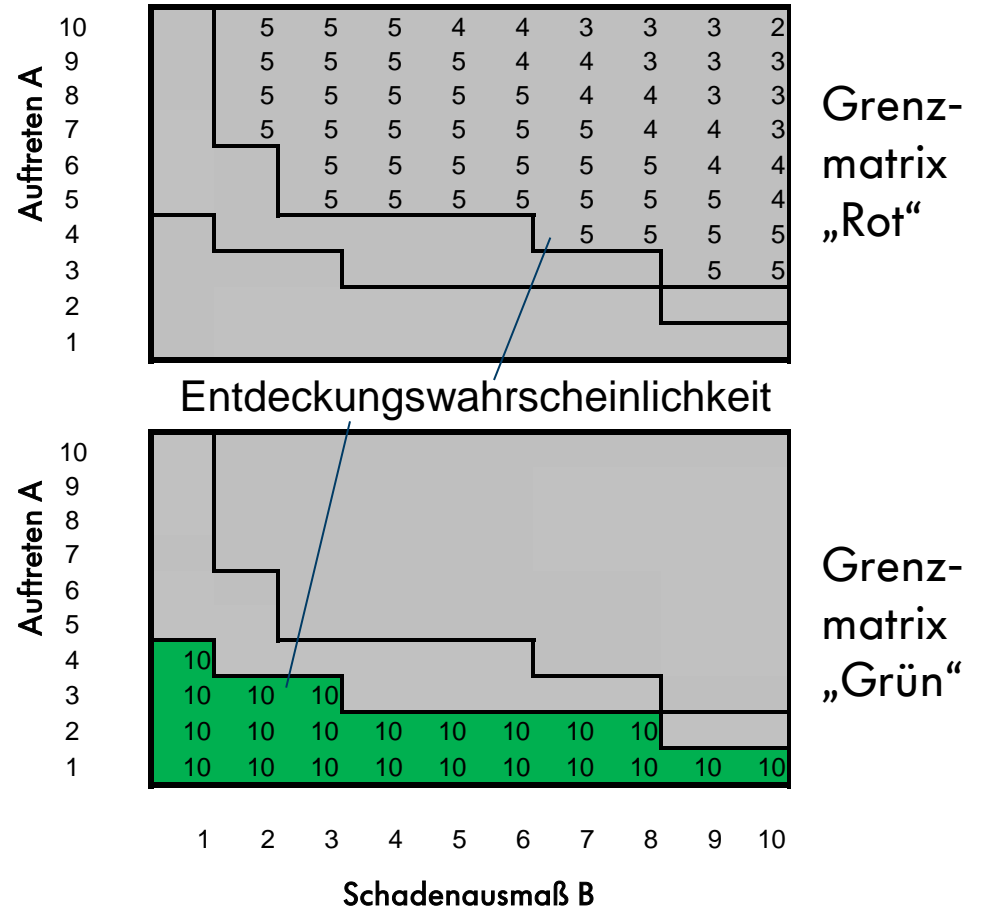 Auftreten A
10 5 5 5 4 4 3 3 3 2
9 5 5 5 5 4 4 3 3 3
8 5 5 5 5 5 4 4 3 3
7 5 5 5 5 5 5 4 4 3
6 5 5 5 5 5 5 4 4
5 5 5 5 5 5 5 5 4
4 5 5 5 5
3 5 5
2
1
Grenz-
matrix
„Rot“
Entdeckungswahrscheinlichkeit
Auftreten A
10
9
8
7
6
5
4 10
3 10 10 10
2 10 10 10 10 10 10 10 10
1 10 10 10 10 10 10 10 10 10 10
Grenz-
matrix
„Grün“
1 2 3 4 5 6 7 8 9 10
Schadenausmaß B